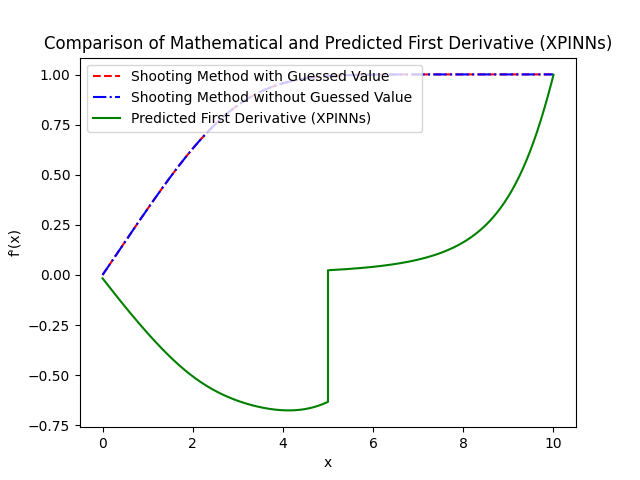 Comparison of Mathematical and Predicted First Derivative (XPINNs)
Shooting Method with Guessed Value
Shooting Method without Guessed Value
Predicted First Derivative (XPINNs)
1.00
0.75
0.50
0.25
0.00
−0.25
−0.50
−0.75
f'(x)
0 2 4 6 8 10
x